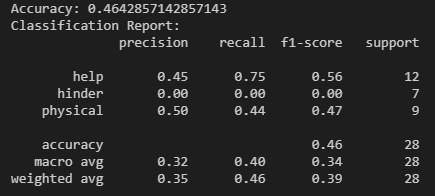 Accuracy: 0.4642857142857143
Classification Report:
precision recall f1-score support
help 0.45 0.75 0.56 12
hinder 0.00 0.00 0.00 7
physical 0.50 0.44 0.47 9
accuracy 0.46 28
macro avg 0.32 0.40 0.34 28
weighted avg 0.35 0.46 0.39 28